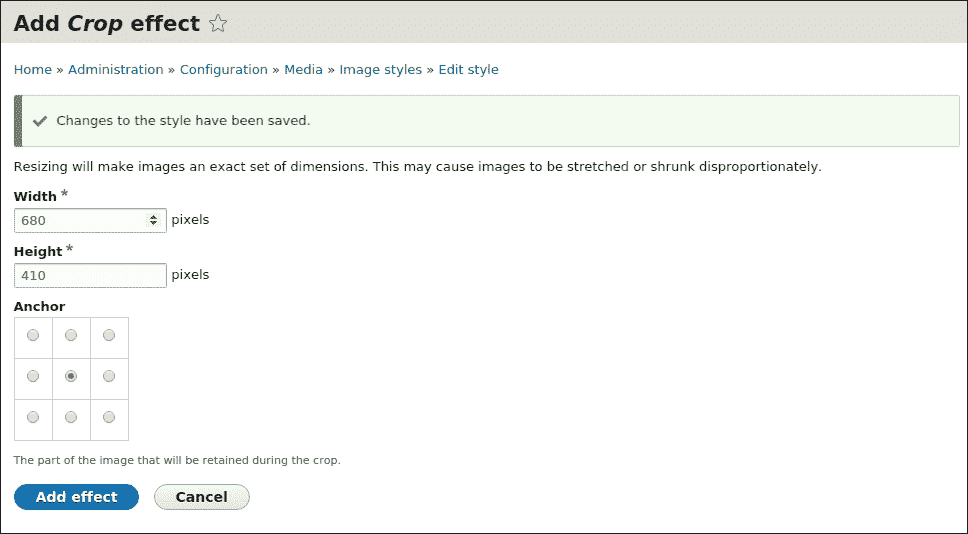 Add Crop effect
Home » Administration » Configuration » Media » Image styles » Edit style
Changes to the style have been saved.
Resizing will make images an exact set of dimensions. This may cause images to be stretched or shrunk disproportionately.
Width *
680 pixels
Height *
410 pixels
Anchor
The part of the image that will be retained during the crop.
Add effect Cancel